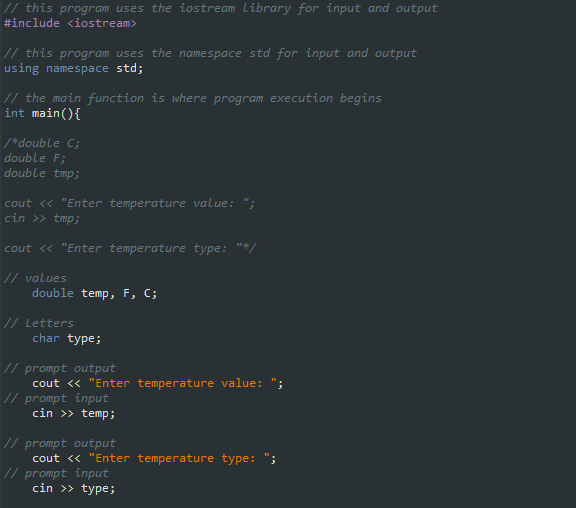 // this program uses the iostream library for input and output
#include <iostream>
// this program uses the namespace std for input and output
using namespace std;
// the main function is where program execution begins
int main(){
/*double C;
double F;
double tmp;
cout << "Enter temperature value: ";
cin >> tmp;
cout << "Enter temperature type: "*/
// values
double temp, F, C;
// Letters
char type;
// prompt output
cout << "Enter temperature value: ";
// prompt input
cin >> temp;
// prompt output
cout << "Enter temperature type: ";
// prompt input
cin >> type;